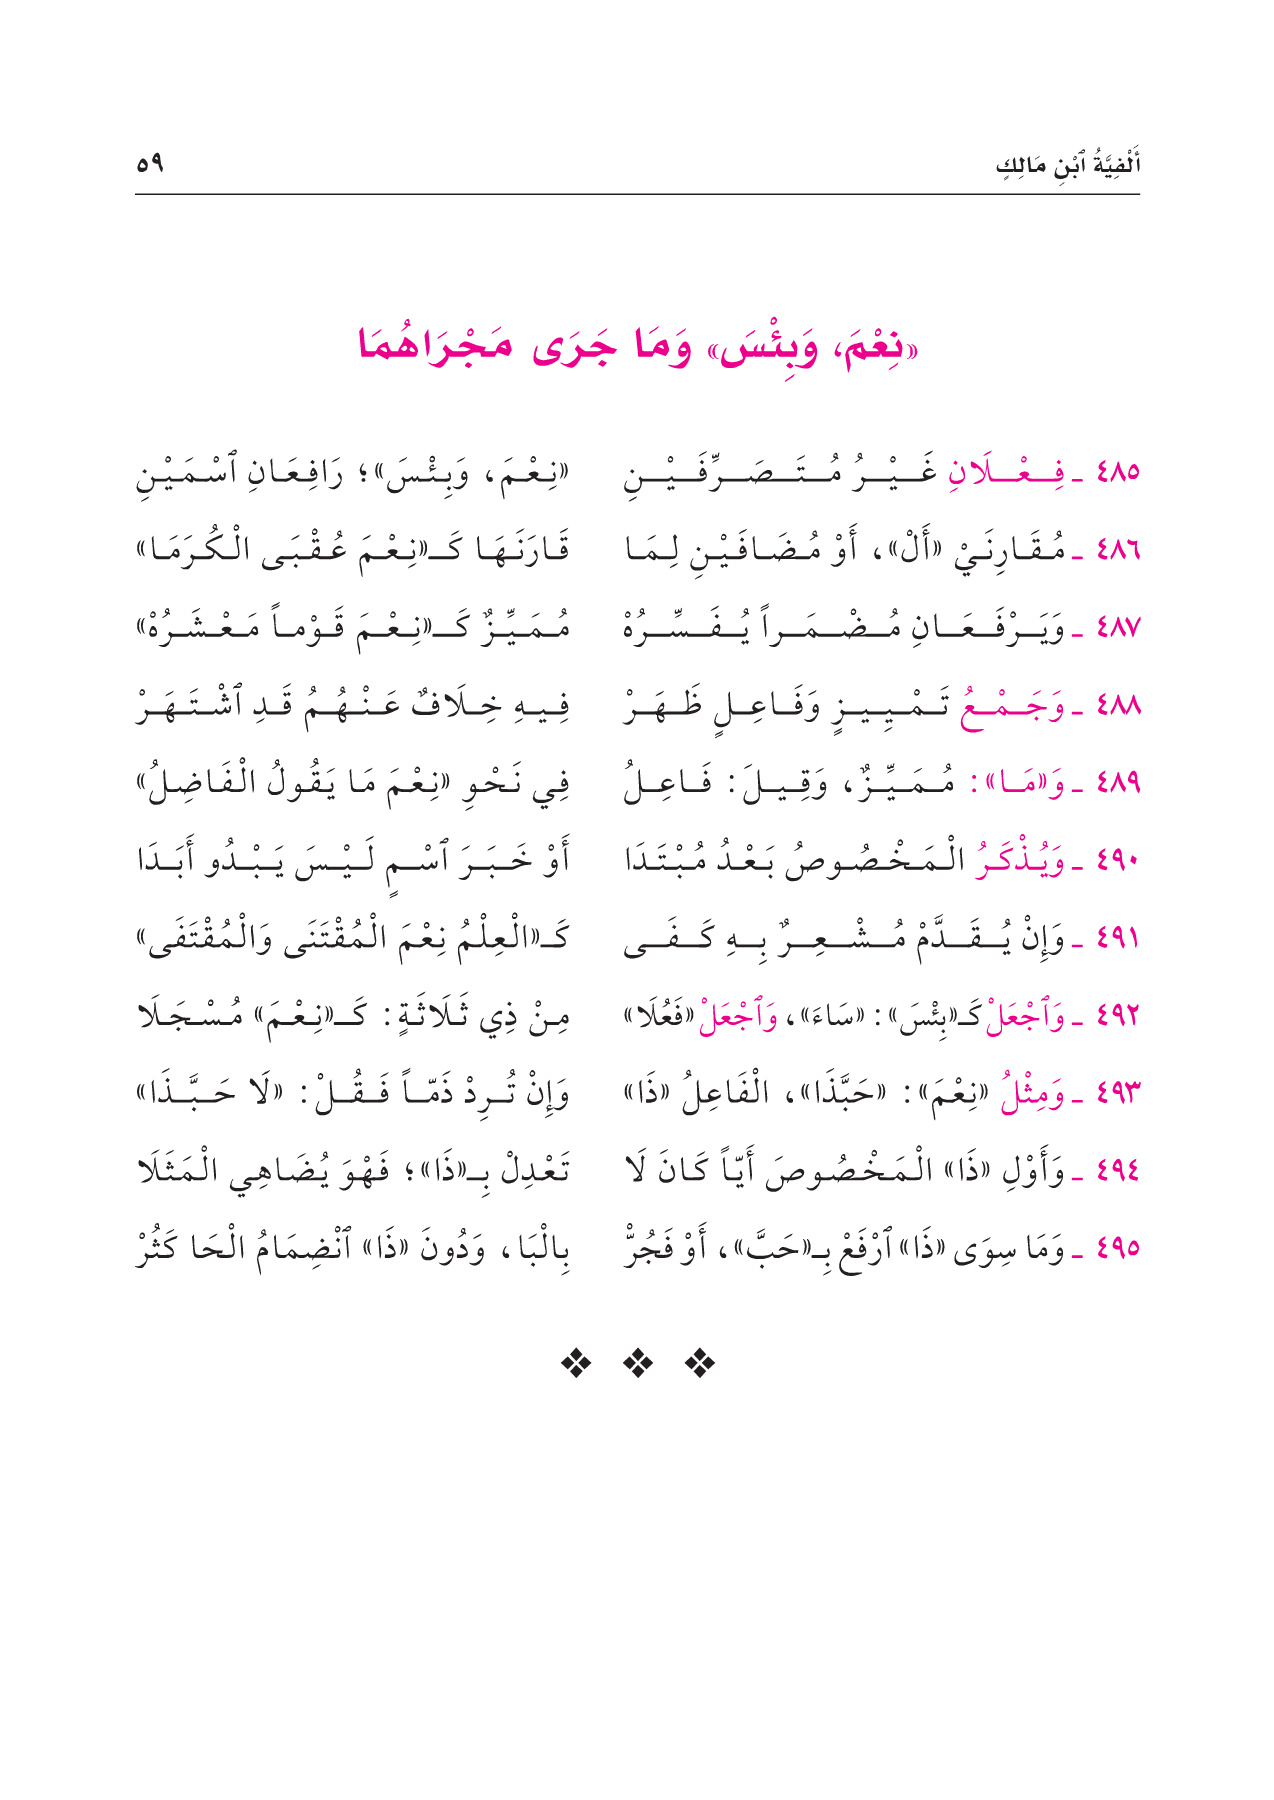 أَلْفِيَّةُ ٱبْنِ مَالِكٍ ٥٩
«نِعْمَ، وَبِئْسَ» وَمَا جَرَى مَجْرَاهُمَا
٤٨٥ ـ فِعْلَانِ غَيْرُ مُتَصَرِّفَيْنِ «نِعْمَ، وَبِئْسَ»؛ رَافِعَانِ ٱسْمَيْنِ
٤٨٦ ـ مُقَارِنَيْ «أَلْ»، أَوْ مُضَافَيْنِ لِمَا قَارَنَهَا كَـ«نِعْمَ عُقْبَى الْكُرَمَا»
٤٨٧ ـ وَيَرْفَعَانِ مُضْمَراً يُفَسِّرُهْ مُمَيِّزٌ كَـ«نِعْمَ قَوْماً مَعْشَرُهْ»
٤٨٨ ـ وَجَمْعُ تَمْيِيزٍ وَفَاعِلٍ ظَهَرْ فِيهِ خِلَافٌ عَنْهُمُ قَدِ ٱشْتَهَرْ
٤٨٩ ـ وَ«مَا»: مُمَيِّزٌ، وَقِيلَ: فَاعِلُ فِي نَحْوِ «نِعْمَ مَا يَقُولُ الْفَاضِلُ»
٤٩٠ ـ وَيُذْكَرُ الْمَخْصُوصُ بَعْدُ مُبْتَدَا أَوْ خَبَرَ ٱسْمٍ لَيْسَ يَبْدُو أَبَدَا
٤٩١ ـ وَإِنْ يُقَدَّمْ مُشْعِرٌ بِهِ كَفَى كَـ«الْعِلْمُ نِعْمَ الْمُقْتَنَى وَالْمُقْتَفَى»
٤٩٢ ـ وَٱجْعَلْ كَـ«بِئْسَ»: «سَاءَ»، وَٱجْعَلْ «فَعُلَا» مِنْ ذِي ثَلَاثَةٍ: كَـ«نِعْمَ» مُسْجَلَا
٤٩٣ ـ وَمِثْلُ «نِعْمَ»: «حَبَّذَا»، الْفَاعِلُ «ذَا» وَإِنْ تُرِدْ ذَمّاً فَقُلْ: «لَا حَبَّذَا»
٤٩٤ ـ وَأَوْلِ «ذَا» الْمَخْصُوصَ أَيّاً كَانَ لَا تَعْدِلْ بِـ«ذَا»؛ فَهْوَ يُضَاهِي الْمَثَلَا
٤٩٥ ـ وَمَا سِوَى «ذَا» ٱرْفَعْ بِـ«حَبَّ»، أَوْ فَجُرّْ بِالْبَا، وَدُونَ «ذَا» ٱنْضِمَامُ الْحَا كَثُرْ